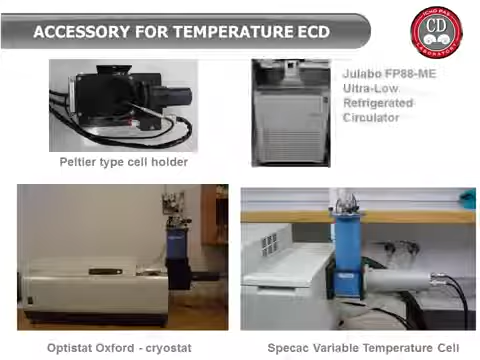 ACCESSORY FOR TEMPERATURE ECD
CD
LABORATORY
Julabo FP88-ME
Ultra-Low
Refrigerated
Circulator
Peltier type cell holder
Optistat Oxford - cryostat
Specac Variable Temperature Cell